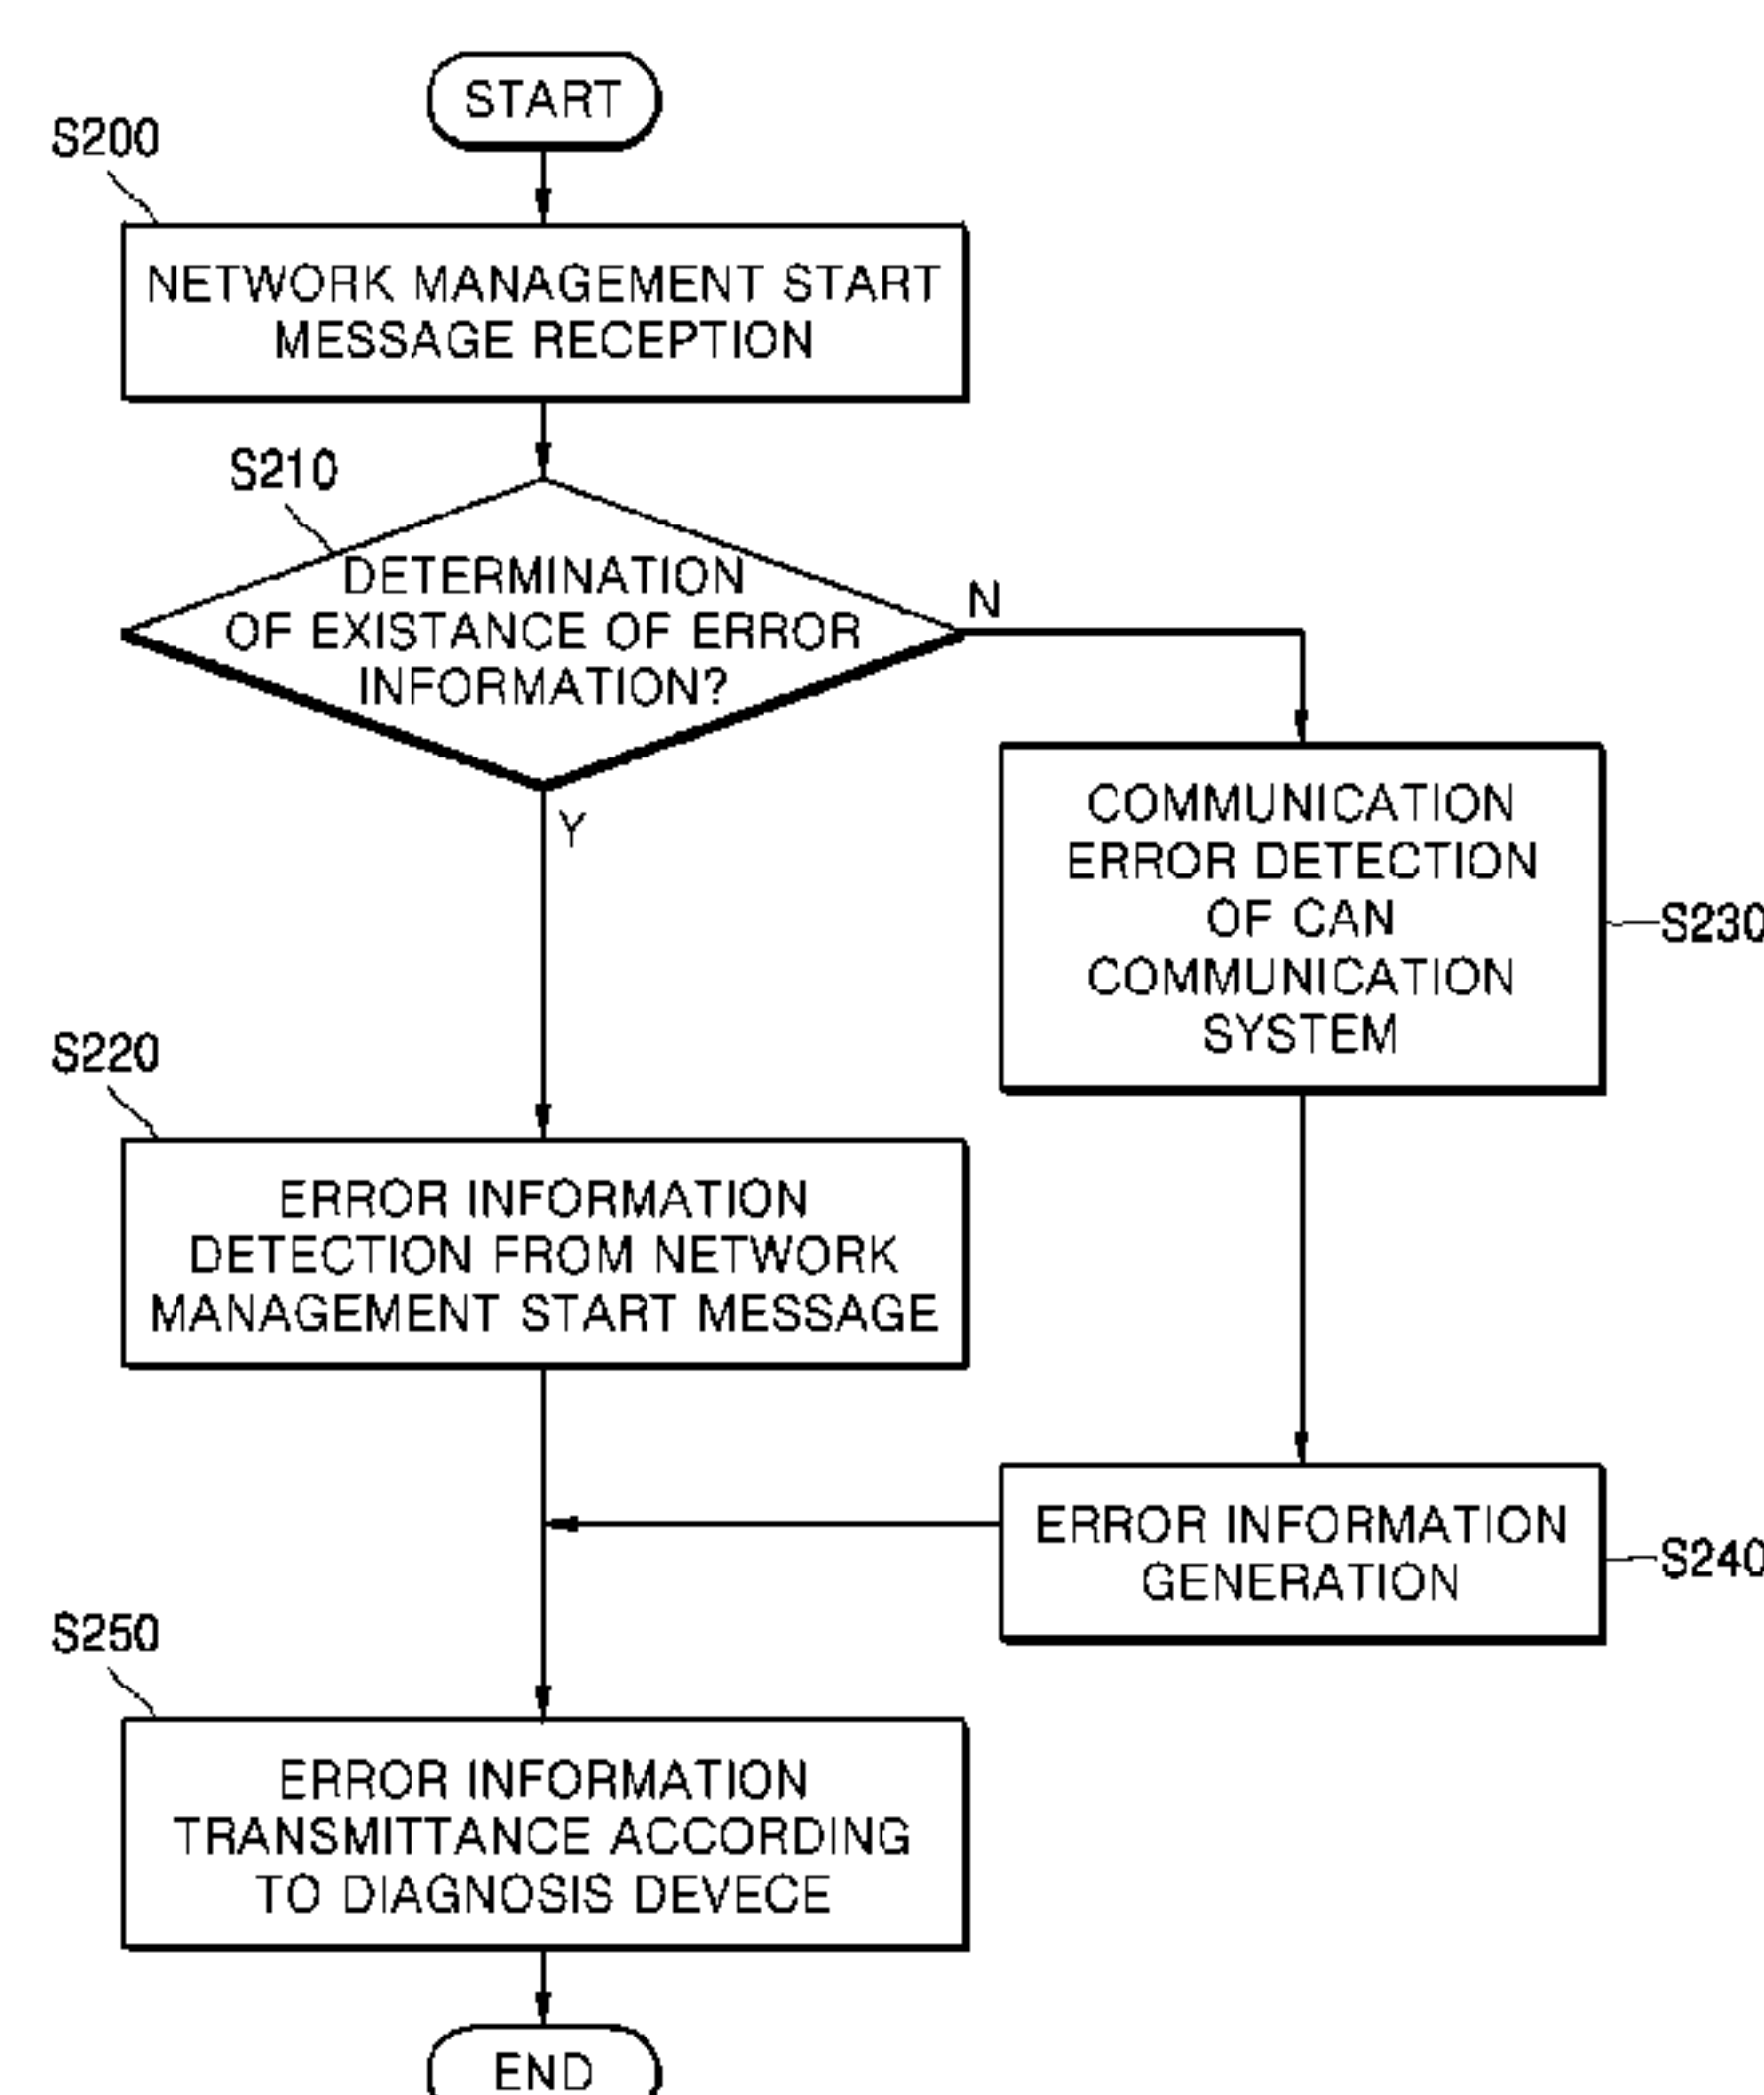 START
S200
NETWORK MANAGEMENT START
MESSAGE RECEPTION
S210
DETERMINATION
OF EXISTANCE OF ERROR
INFORMATION?
N
Y
COMMUNICATION
ERROR DETECTION
OF CAN
COMMUNICATION
SYSTEM
S230
S220
ERROR INFORMATION
DETECTION FROM NETWORK
MANAGEMENT START MESSAGE
ERROR INFORMATION
GENERATION
S240
S250
ERROR INFORMATION
TRANSMITTANCE ACCORDING
TO DIAGNOSIS DEVECE
END